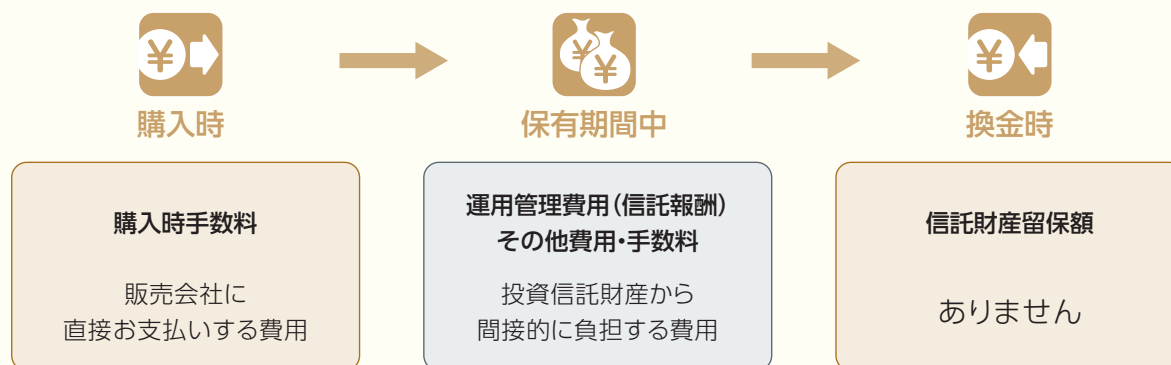 ¥
購入時
¥
¥
保有期間中
¥
換金時
購入時手数料
販売会社に
直接お支払いする費用
運用管理費用(信託報酬)
その他費用・手数料
投資信託財産から
間接的に負担する費用
信託財産留保額
ありません